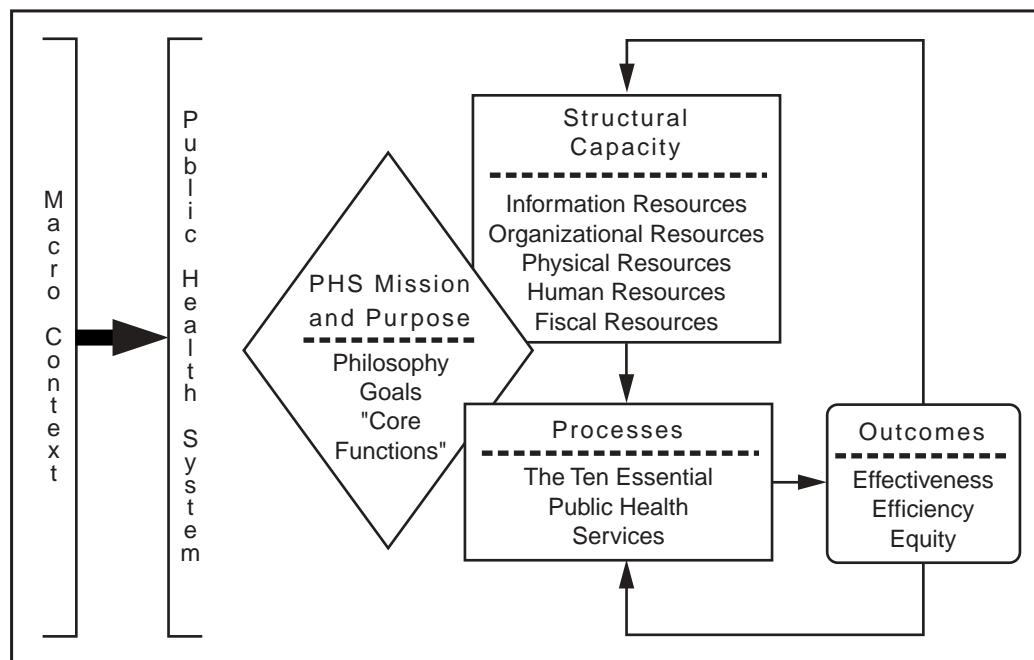 Macro Context
Public Health System
PHS Mission
and Purpose
Philosophy
Goals
"Core
Functions"
Structural
Capacity
Information Resources
Organizational Resources
Physical Resources
Human Resources
Fiscal Resources
Processes
The Ten Essential
Public Health
Services
Outcomes
Effectiveness
Efficiency
Equity